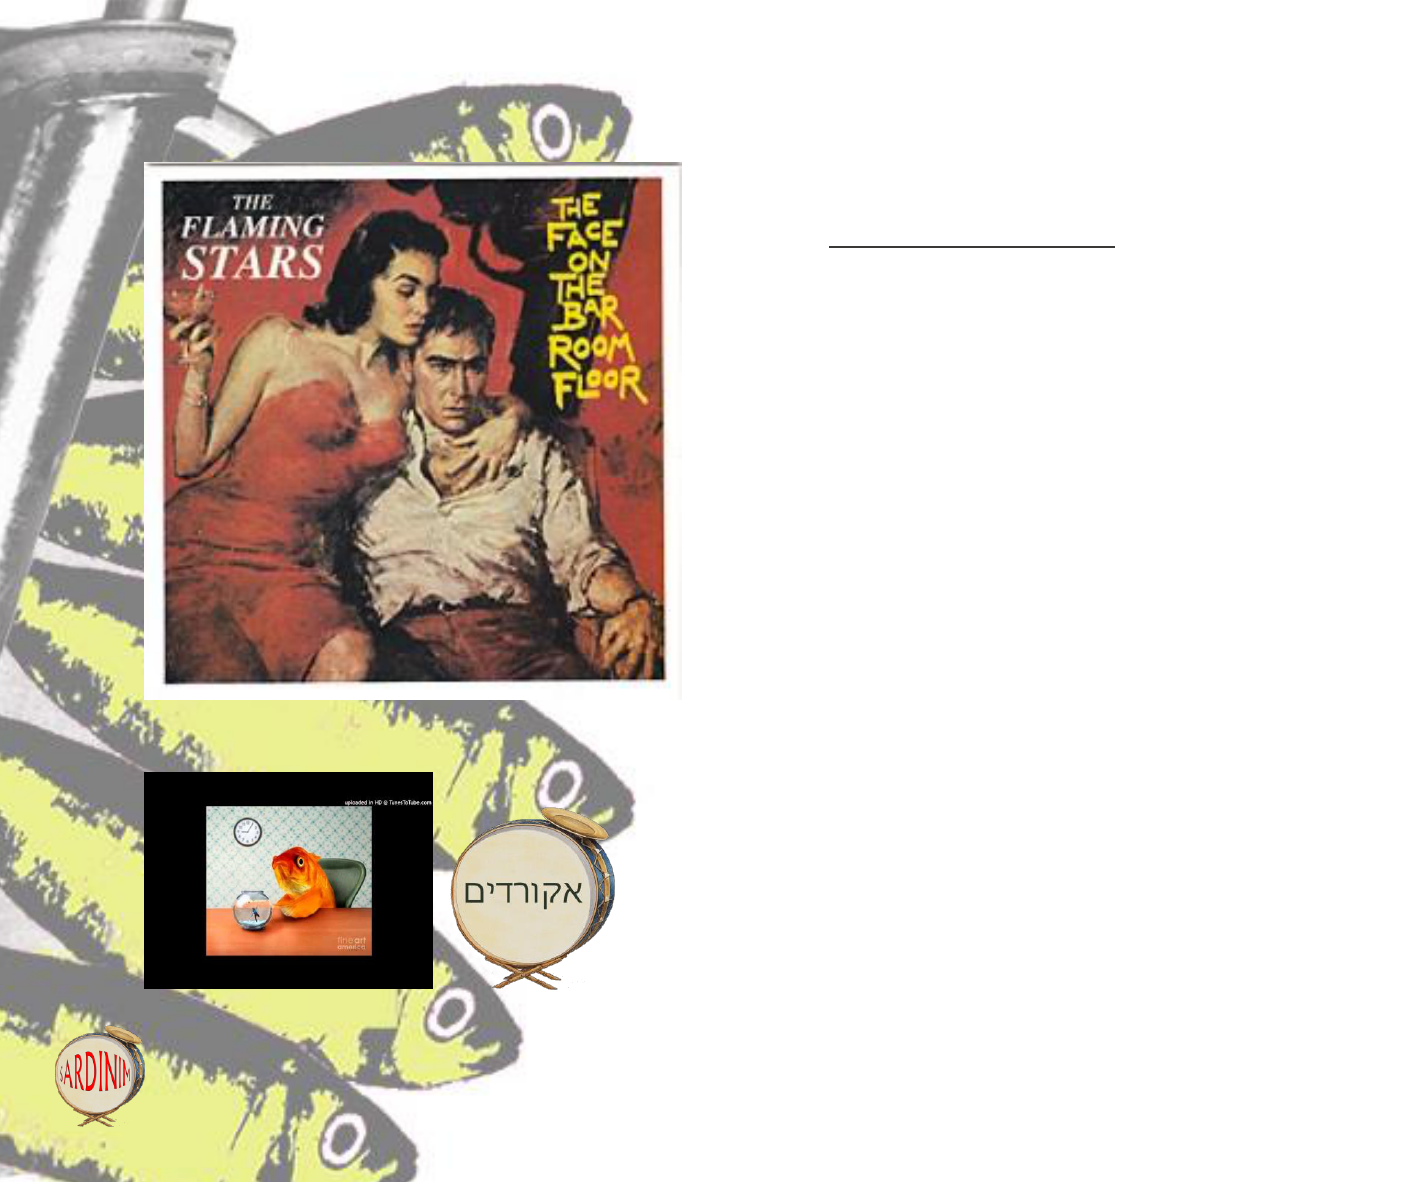 THE
FLAMING
STARS
THE
FACE
ON
THE
BAR
ROOM
FLOOR
uploaded in HD @ TunesToTube.com
fine art
america
אקורדים
SARDINIM